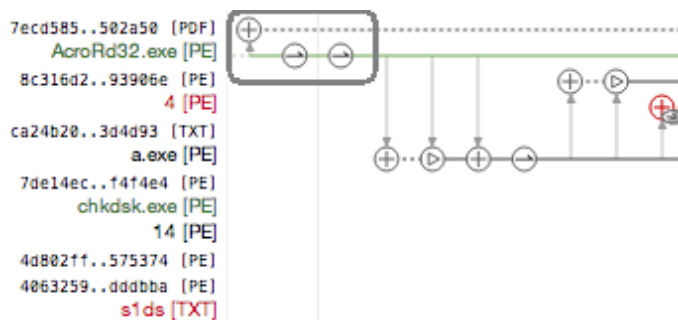 7ecd585..502a50 [PDF]
AcroRd32.exe [PE]
8c316d2..93906e [PE]
4 [PE]
ca24b20..3d4d93 [TXT]
a.exe [PE]
7de14ec..f4f4e4 [PE]
chkdsk.exe [PE]
14 [PE]
4d802ff..575374 [PE]
4063259..dddbba [PE]
s1ds [TXT]